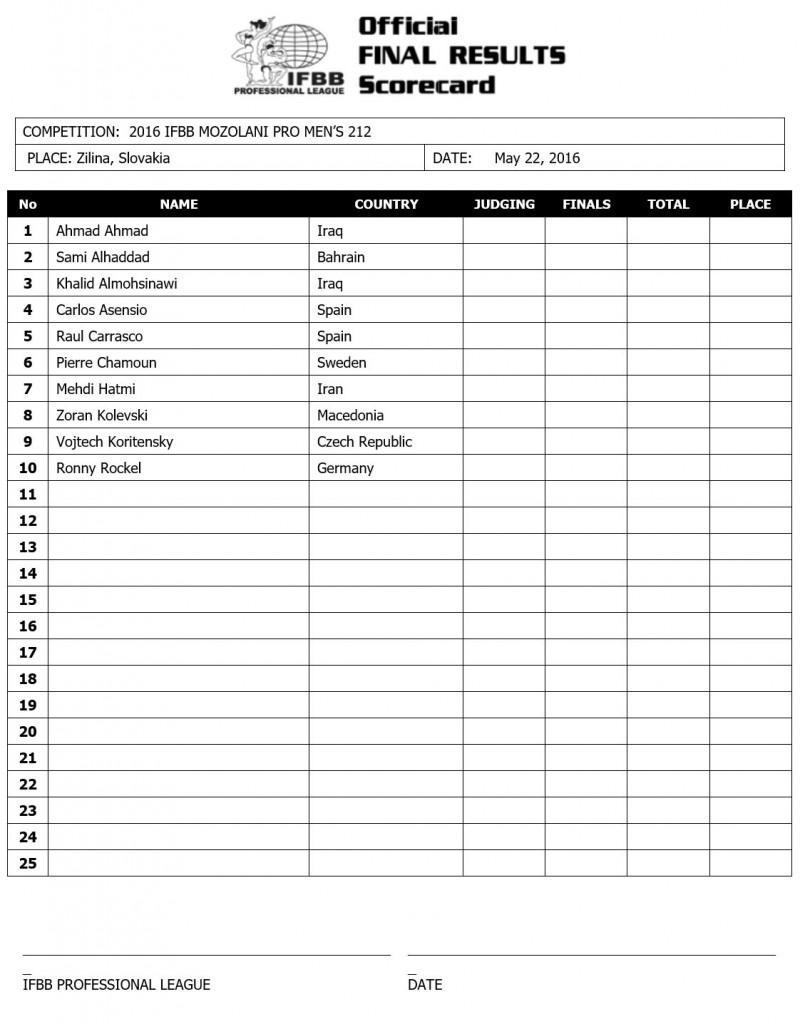 Official
FINAL RESULTS
Scorecard
IFBB
PROFESSIONAL LEAGUE
COMPETITION: 2016 IFBB MOZOLANI PRO MEN'S 212
PLACE: Zilina, Slovakia DATE: May 22, 2016
No NAME COUNTRY JUDGING FINALS TOTAL PLACE
1 Ahmad Ahmad Iraq
2 Sami Alhaddad Bahrain
3 Khalid Almohsinawi Iraq
4 Carlos Asensio Spain
5 Raul Carrasco Spain
6 Pierre Chamoun Sweden
7 Mehdi Hatmi Iran
8 Zoran Kolevski Macedonia
9 Vojtech Koritensky Czech Republic
10 Ronny Rockel Germany
11
12
13
14
15
16
17
18
19
20
21
22
23
24
25
IFBB PROFESSIONAL LEAGUE DATE